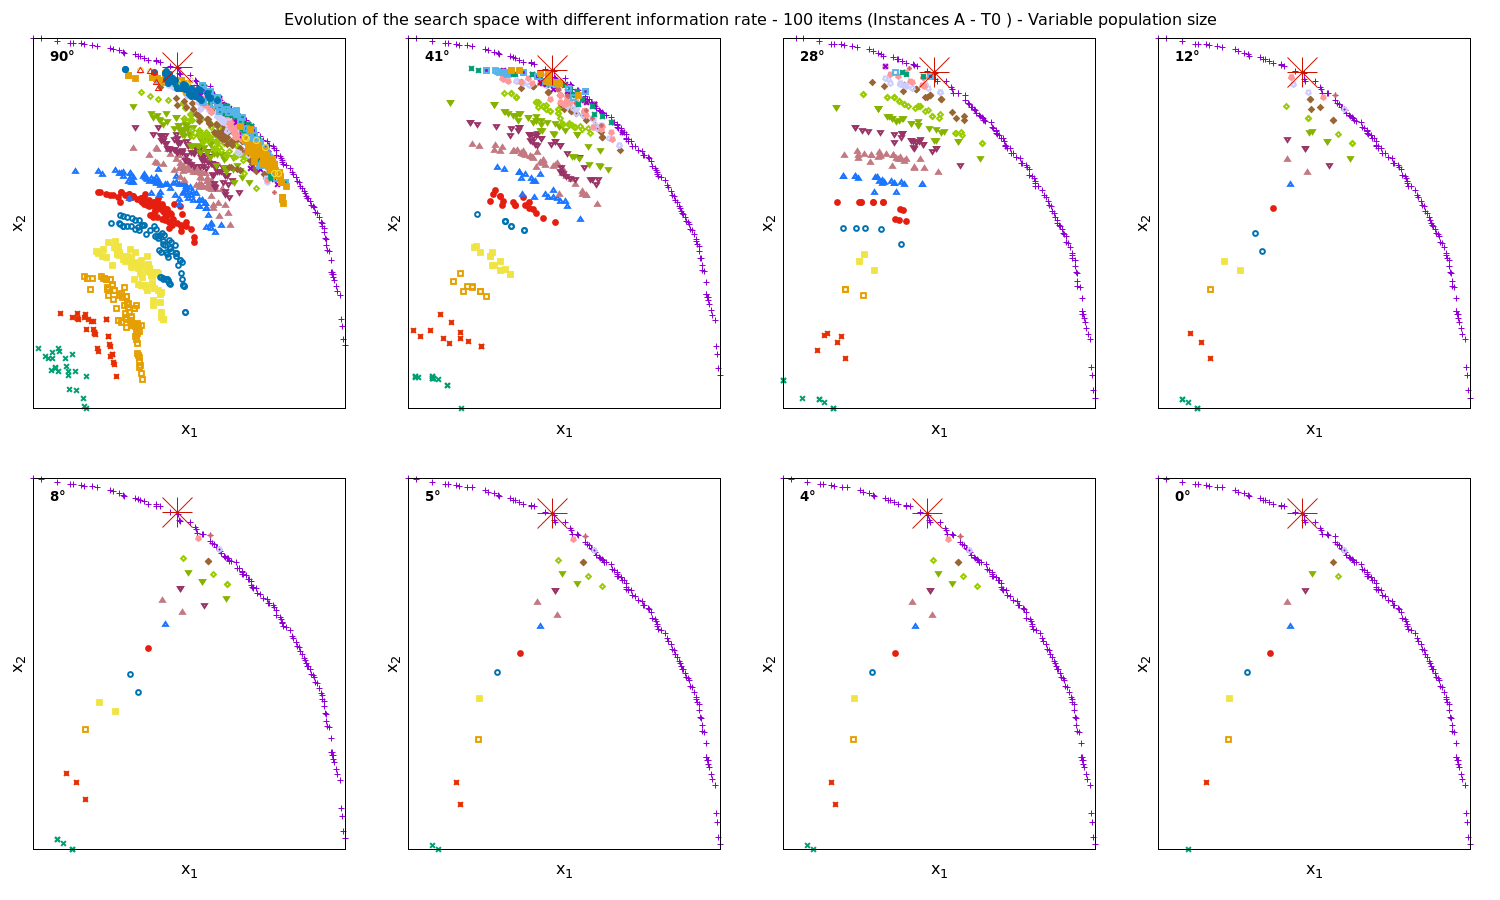 Evolution of the search space with different information rate - 100 items (Instances A - T0 ) - Variable population size
90°
41°
28°
12°
x2
x2
x2
x2
x1
x1
x1
x1
8°
5°
4°
0°
x2
x2
x2
x2
x1
x1
x1
x1